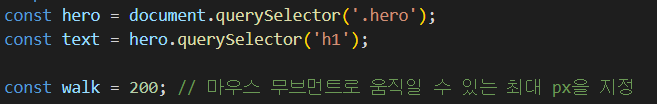 const hero = document.querySelector('.hero');
const text = hero.querySelector('h1');
const walk = 200; // 마우스 무브먼트로 움직일 수 있는 최대 px을 지정